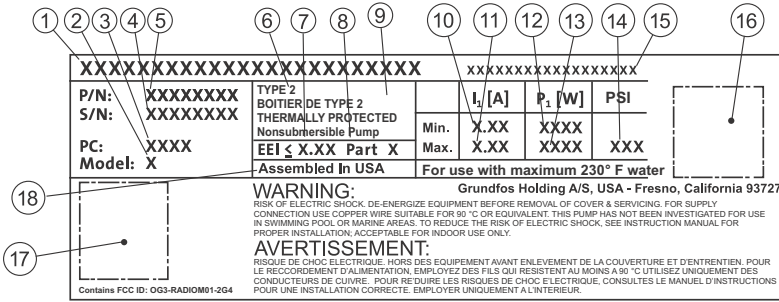 1 2 3 4 5 6 7 8 9 10 11 12 13 14 15 16
XXXXXXXXXXXXXXXXXXXXXXXX XXXXXXXXXXXXXXXXX
P/N: XXXXXXXX
S/N: XXXXXXXX
PC: XXXX
Model: X
TYPE 2
BOITIER DE TYPE 2
THERMALLY PROTECTED
Nonsubmersible Pump
EEI ≤ X.XX Part X
Assembled In USA
I1 [A] P1 [W] PSI
Min. X.XX XXXX
Max. X.XX XXXX XXX
For use with maximum 230° F water
18
17
WARNING: Grundfos Holding A/S, USA - Fresno, California 93727
RISK OF ELECTRIC SHOCK. DE-ENERGIZE EQUIPMENT BEFORE REMOVAL OF COVER & SERVICING. FOR SUPPLY
CONNECTION USE COPPER WIRE SUITABLE FOR 90 °C OR EQUIVALENT. THIS PUMP HAS NOT BEEN INVESTIGATED FOR USE
IN SWIMMING POOL OR MARINE AREAS. TO REDUCE THE RISK OF ELECTRIC SHOCK, SEE INSTRUCTION MANUAL FOR
PROPER INSTALLATION; ACCEPTABLE FOR INDOOR USE ONLY.
AVERTISSEMENT:
RISQUE DE CHOC ELECTRIQUE. HORS DES EQUIPEMENT AVANT ENLEVEMENT DE LA COUVERTURE ET D'ENTRETIEN. POUR
LE RECCORDEMENT D'ALIMENTATION, EMPLOYEZ DES FILS QUI RESISTENT AU MOINS A 90 °C UTILISEZ UNIQUEMENT DES
CONDUCTEURS DE CUIVRE. POUR RE'DUIRE LES RISQUES DE CHOC E'LECTRIQUE, CONSULTES LE MANUEL D'INSTRUCTIONS
POUR UNE INSTALLATION CORRECTE. EMPLOYER UNIQUEMENT A L'INTERIEUR.
Contains FCC ID: OG3-RADIOM01-2G4